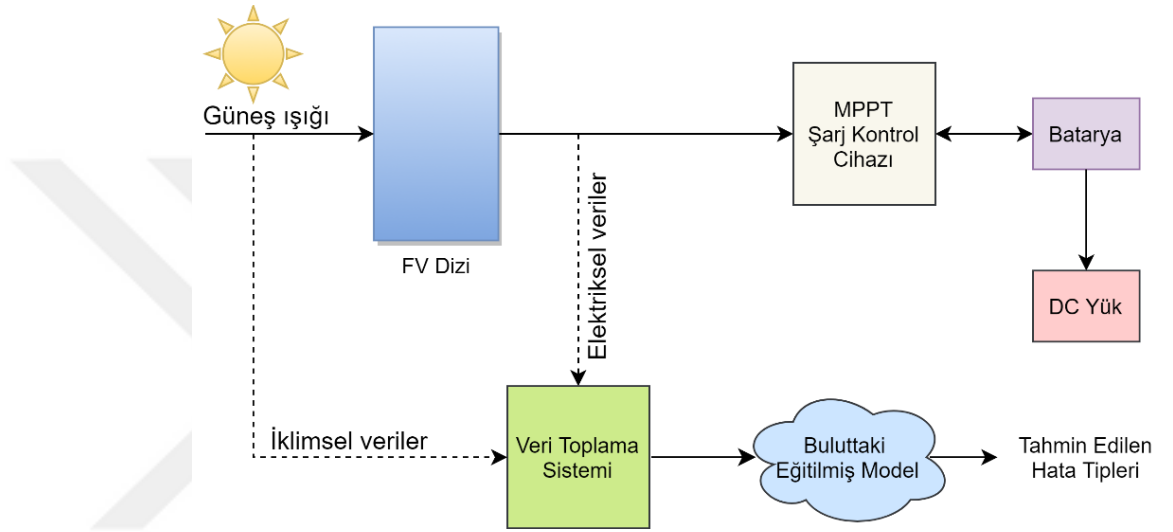 Güneş ışığı
FV Dizi
MPPT
Şarj Kontrol
Cihazı
Batarya
DC Yük
Elektriksel veriler
İklimsel veriler
Veri Toplama
Sistemi
Buluttaki
Eğitilmiş Model
Tahmin Edilen
Hata Tipleri